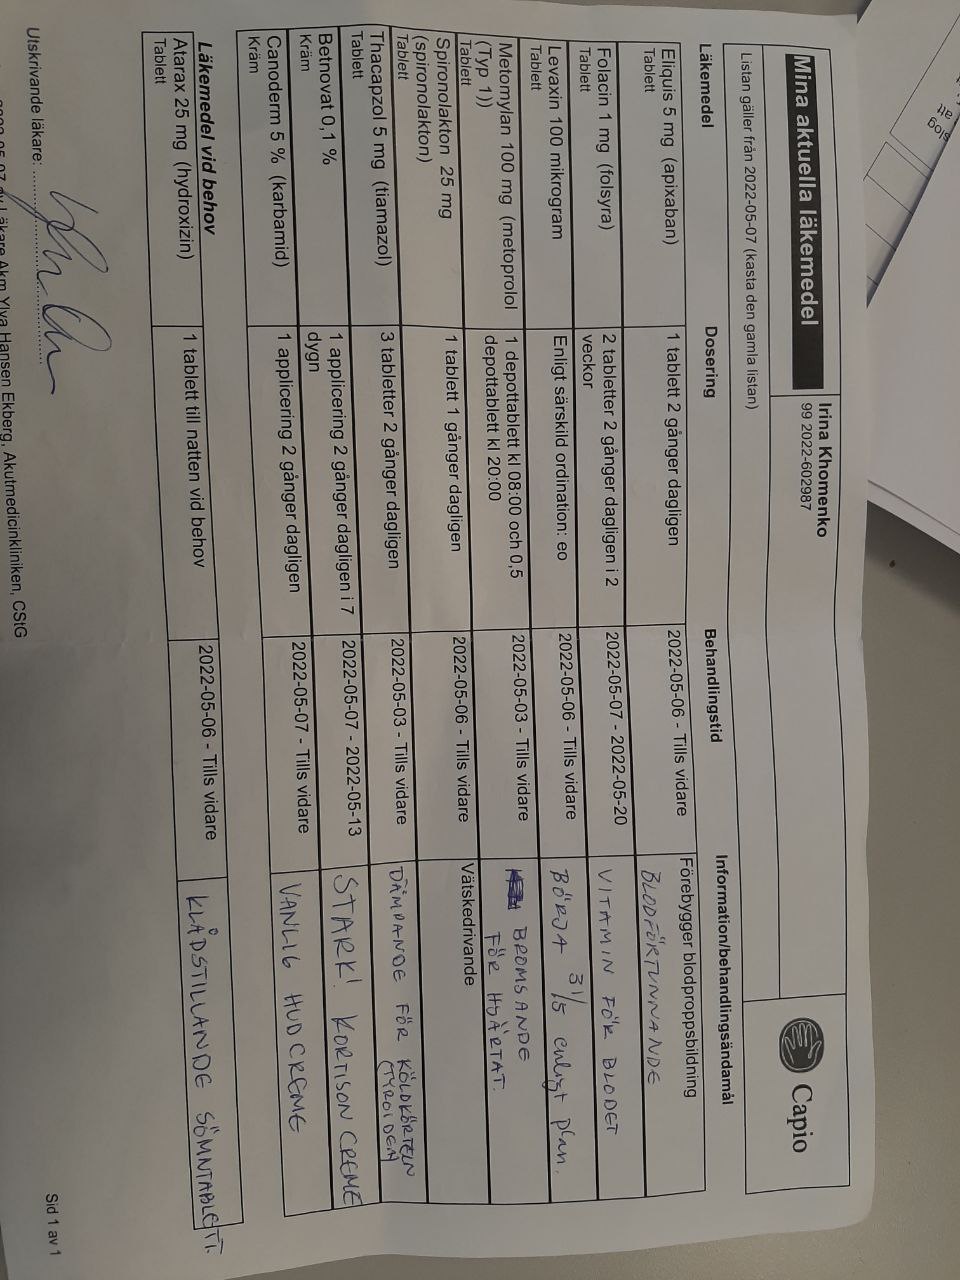 slog
att
Mina aktuella läkemedel
Irina Khomenko
99 2022-602987
Capio
Listan gäller från 2022-05-07 (kasta den gamla listan)
Läkemedel Dosering Behandlingstid Information/behandlingsändamål
Eliquis 5 mg (apixaban) 1 tablett 2 gånger dagligen 2022-05-06 - Tills vidare Förebygger blodproppsbildning
Tablett BLODFÖRTUNNANDE
Folacin 1 mg (folsyra) 2 tabletter 2 gånger dagligen i 2 2022-05-07 - 2022-05-20 VITAMIN FÖR BLODET
Tablett veckor
Levaxin 100 mikrogram Enligt särskild ordination: eo 2022-05-06 - Tills vidare BÖRJA 31/5 enligt plan.
Tablett
Metomylan 100 mg (metoprolol 1 depottablett kl 08:00 och 0,5 2022-05-03 - Tills vidare BROMSANDE
(Typ 1)) depottablett kl 20:00 FÖR HJÄRTAT.
Tablett
Spironolakton 25 mg 1 tablett 1 gånger dagligen 2022-05-06 - Tills vidare Vätskedrivande
(spironolakton)
Tablett
Thacapzol 5 mg (tiamazol) 3 tabletter 2 gånger dagligen 2022-05-03 - Tills vidare DÄMPANDE FÖR KÖLDKÖRTELN
Tablett (TYROIDEA)
Betnovat 0,1 % 1 applicering 2 gånger dagligen i 7 2022-05-07 - 2022-05-13 STARK! KORTISON CREME
Kräm dygn
Canoderm 5 % (karbamid) 1 applicering 2 gånger dagligen 2022-05-07 - Tills vidare VANLIG HUDCREME
Kräm
Läkemedel vid behov
Atarax 25 mg (hydroxizin) 1 tablett till natten vid behov 2022-05-06 - Tills vidare KLÅDSTILLANDE SÖMNTABLETT.
Tablett
Utskrivande läkare:
Sid 1 av 1
2022-05-07 av Läkare Akm Ylva Hansen Ekberg, Akutmedicinkliniken, CStG